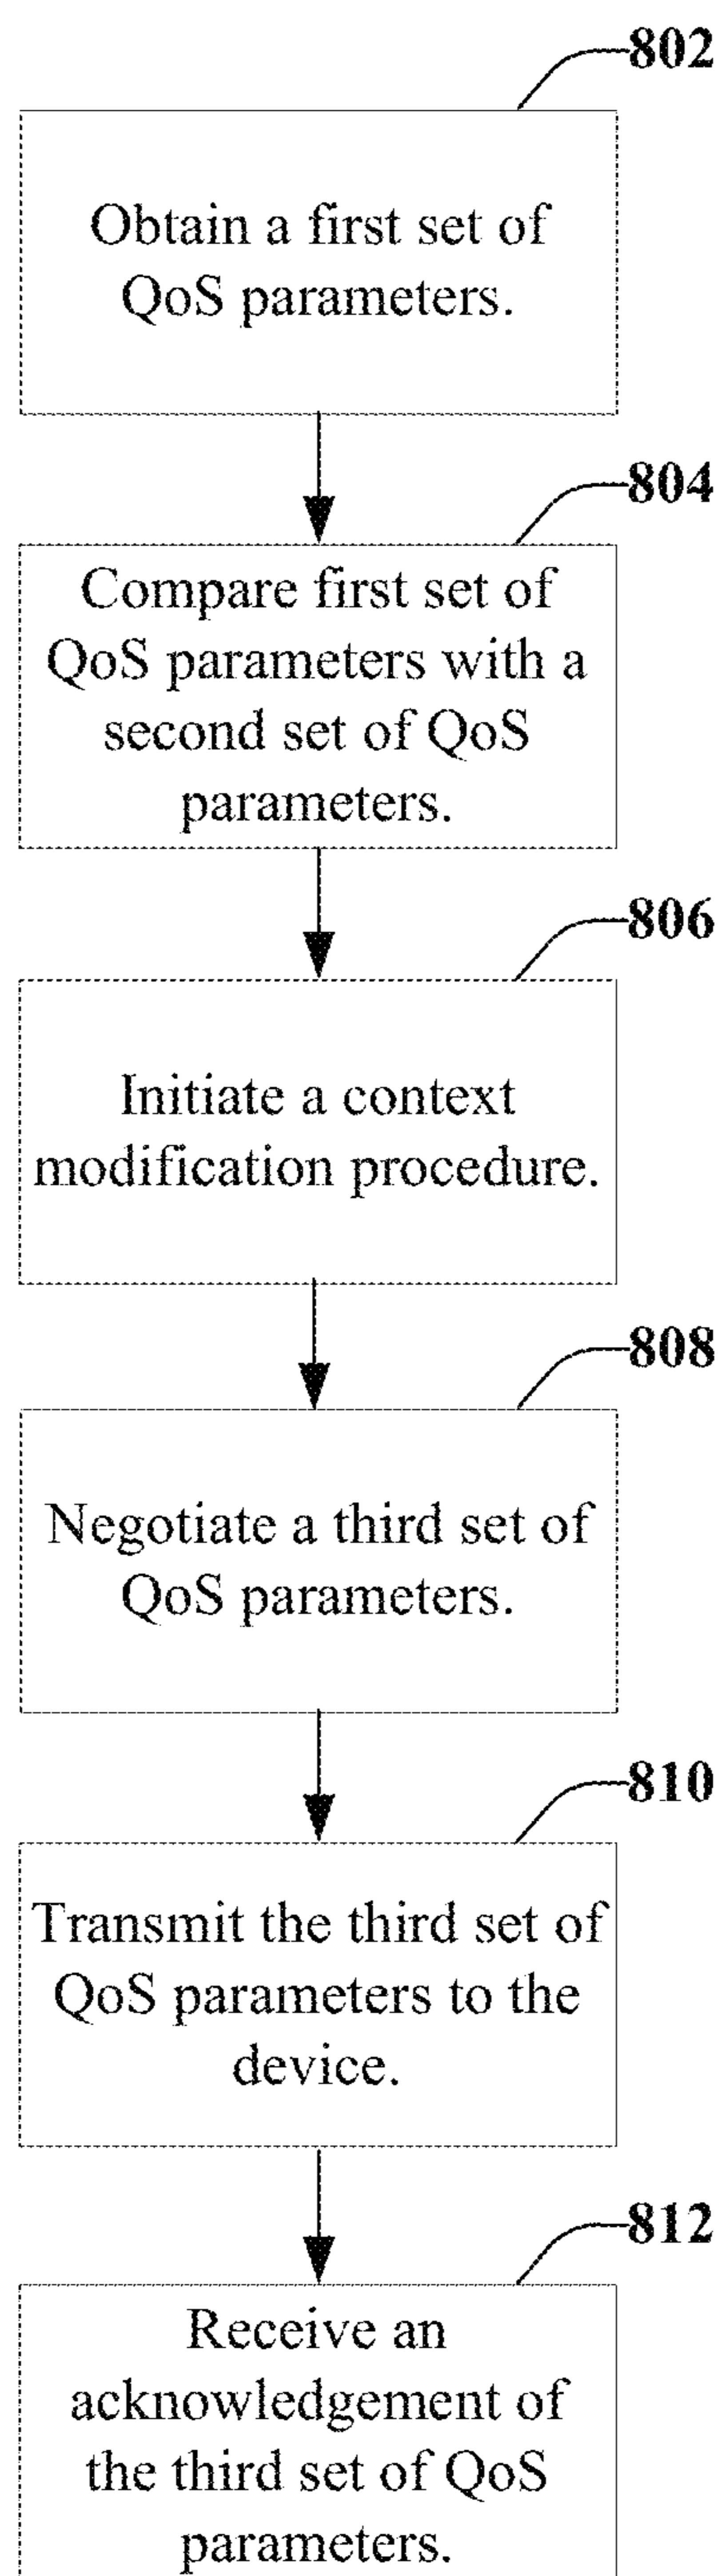 802
Obtain a first set of
QoS parameters.
804
Compare first set of
QoS parameters with a
second set of QoS
parameters.
806
Initiate a context
modification procedure.
808
Negotiate a third set of
QoS parameters.
810
Transmit the third set of
QoS parameters to the
device.
812
Receive an
acknowledgement of
the third set of QoS
parameters.